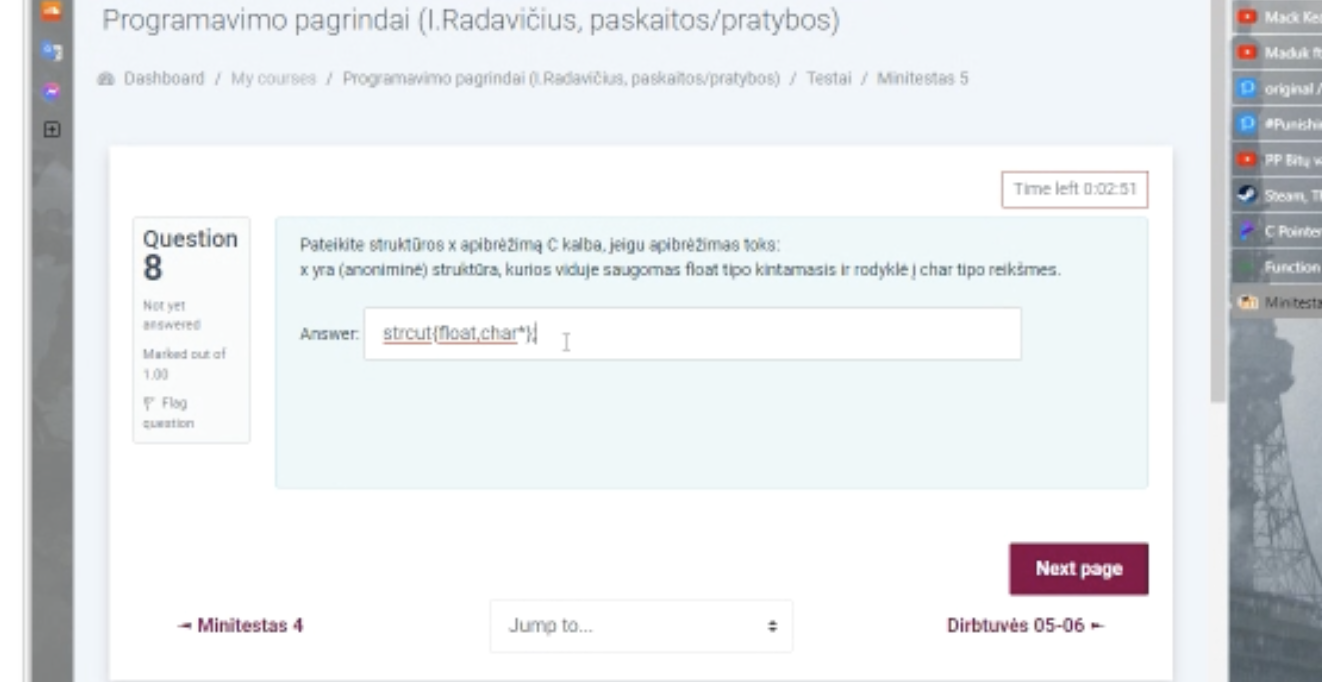 Programavimo pagrindai (I.Radavičius, paskaitos/pratybos)
Dashboard / My courses / Programavimo pagrindai (I.Radavičius, paskaitos/pratybos) / Testai / Minitestas 5
Time left 0:02:51
Question
8
Not yet
answered
Marked out of
1.00
Flag
question
Pateikite struktūros x apibrėžimą C kalba, jeigu apibrėžimas toks:
x yra (anoniminė) struktūra, kurios viduje saugomas float tipo kintamasis ir rodyklė į char tipo reikšmes.
Answer:
strcut{float,char*};
Next page
Minitestas 4
Jump to...
Dirbtuvės 05-06
Mack
Maduk
original /
PP Bitų
Steam,
C Pointer
Function
Minitesta